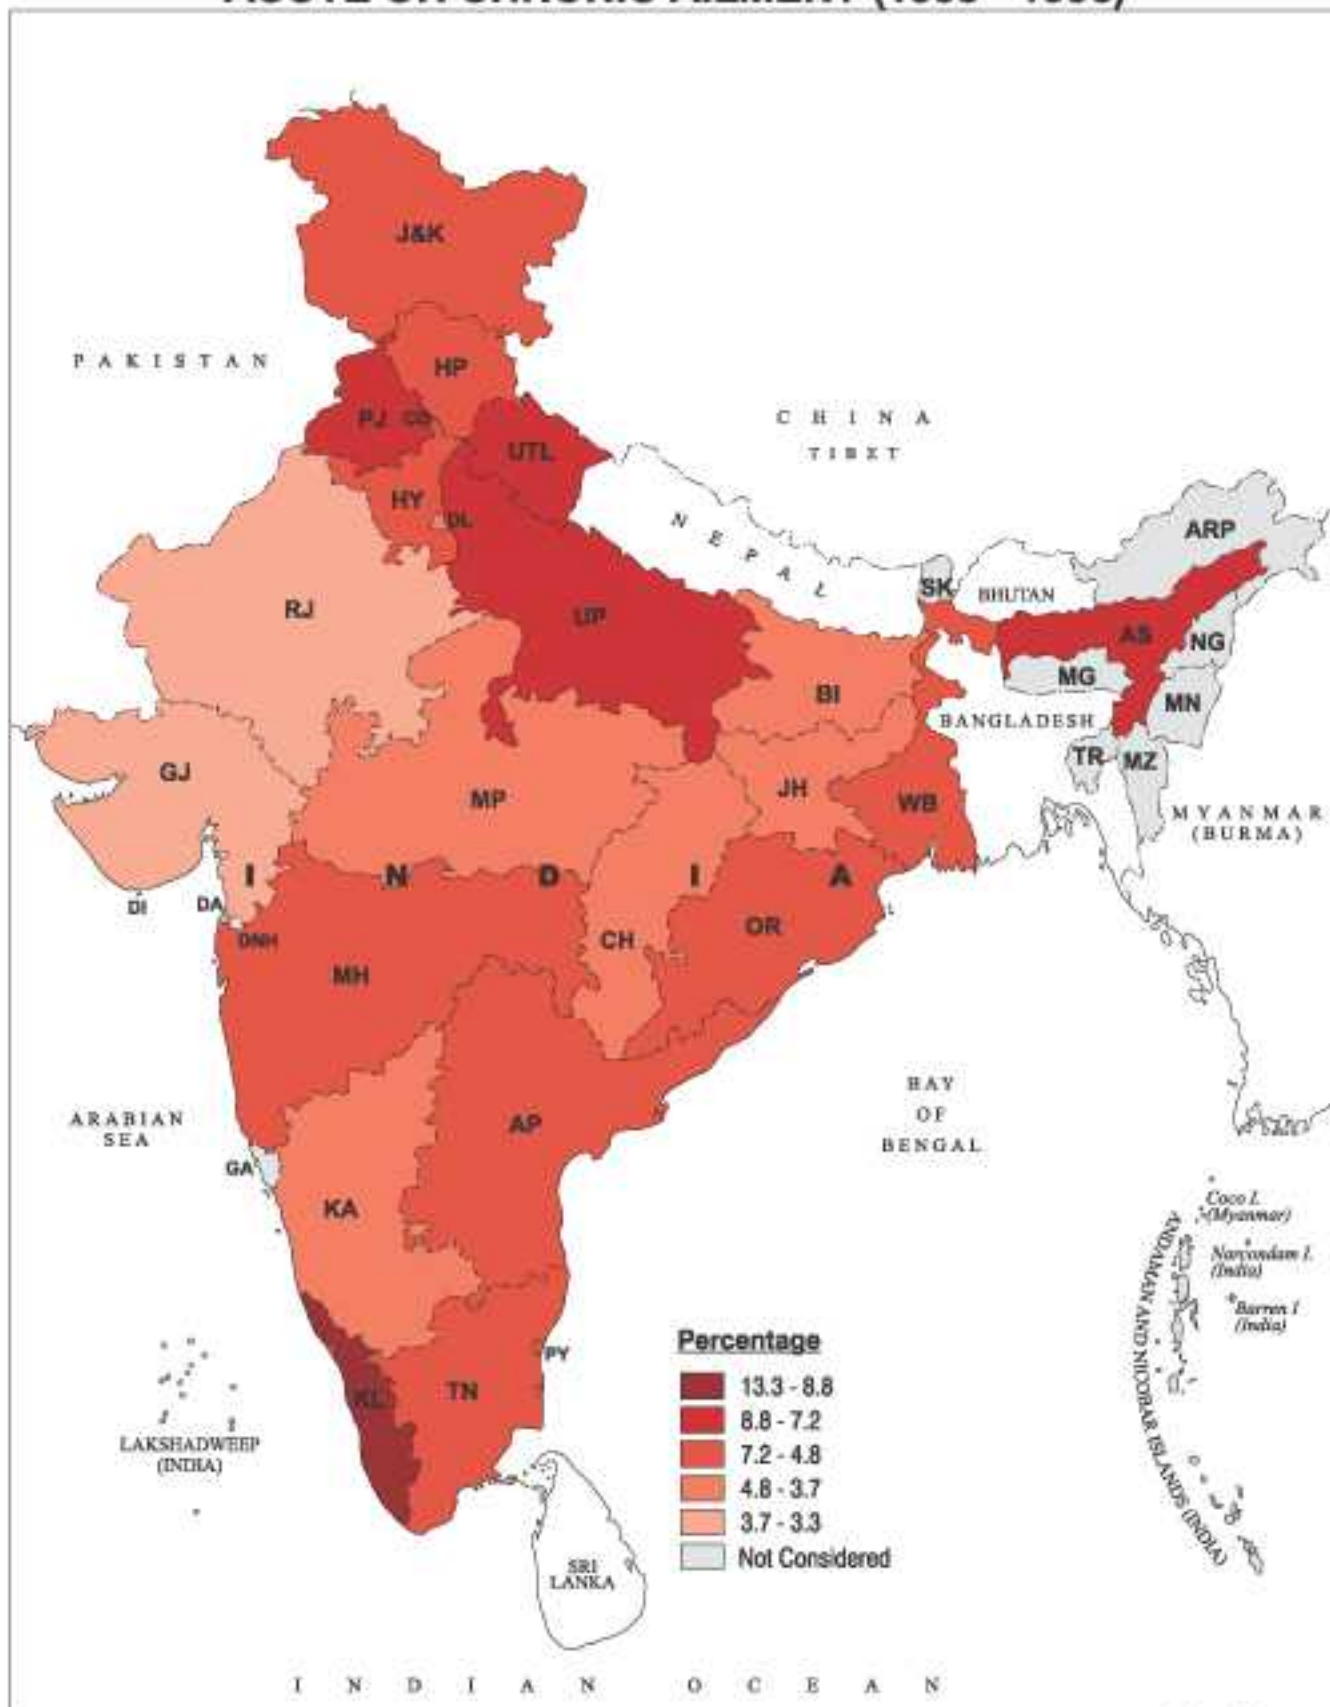 J&K
PAKISTAN
HP
CHINA
TIBET
PJ
UTL
HY
DL
NEPAL
ARP
SK
BHUTAN
RJ
UP
AS
NG
MG
BI
MN
BANGLADESH
GJ
TR
MZ
MP
JH
WB
MYANMAR
(BURMA)
INDIA
DI
DA
DNH
CH
OR
MH
BAY
OF
BENGAL
ARABIAN
SEA
AP
GA
KA
Coco I.
(Myanmar)
Narcondam I.
(India)
Barren I
(India)
ANDAMAN AND NICOBAR ISLANDS (INDIA)
PY
KL
TN
LAKSHADWEEP
(INDIA)
Percentage
13.3 - 8.8
8.8 - 7.2
7.2 - 4.8
4.8 - 3.7
3.7 - 3.3
Not Considered
SRI
LANKA
INDIAN OCEAN